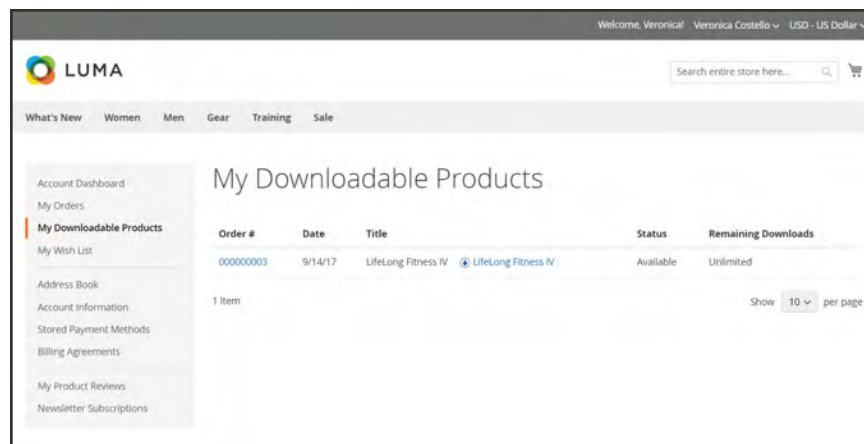 Welcome, Veronica! Veronica Costello USD - US Dollar
LUMA
Search entire store here...
What's New Women Men Gear Training Sale
Account Dashboard
My Orders
My Downloadable Products
My Wish List
Address Book
Account Information
Stored Payment Methods
Billing Agreements
My Product Reviews
Newsletter Subscriptions
My Downloadable Products
Order # Date Title Status Remaining Downloads
000000003 9/14/17 LifeLong Fitness IV LifeLong Fitness IV Available Unlimited
1 Item
Show 10 per page